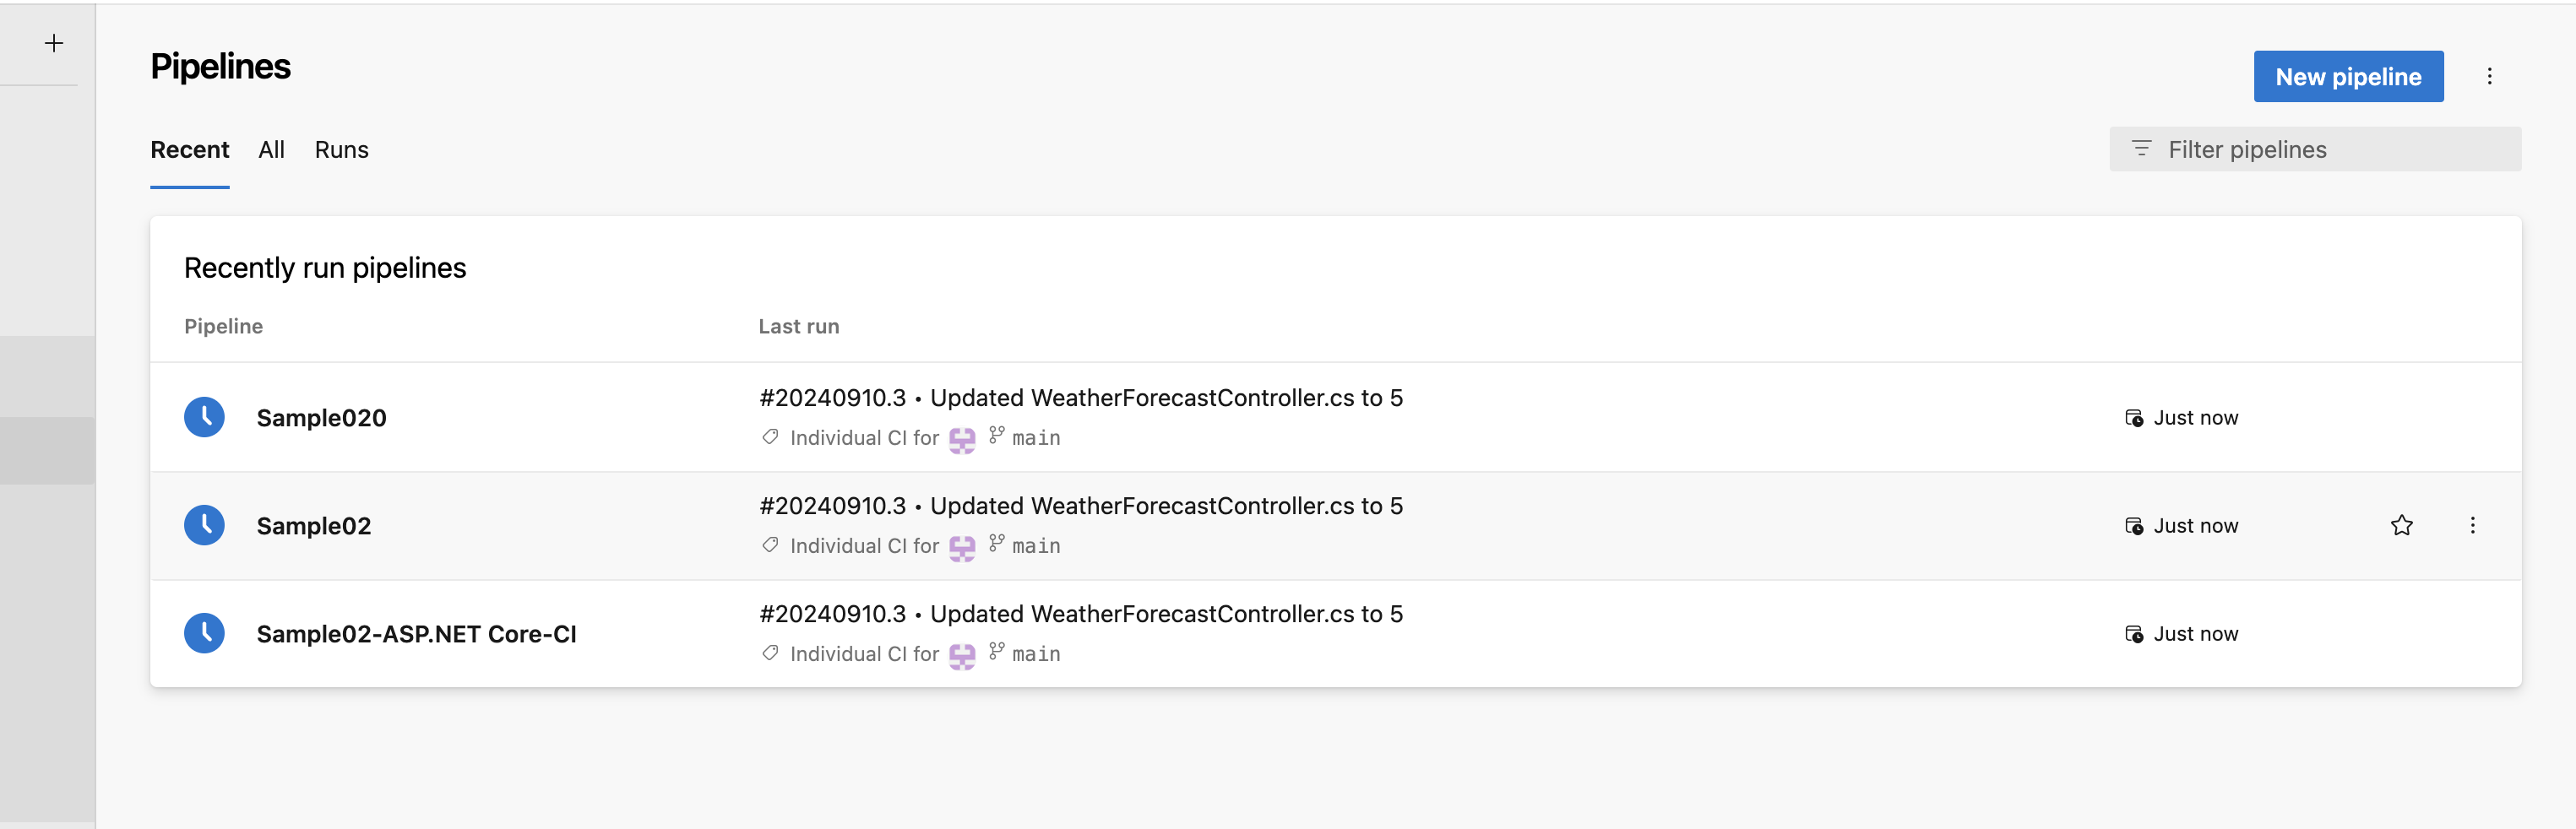 Pipelines
New pipeline
Recent All Runs
Filter pipelines
Recently run pipelines
Pipeline Last run
Sample020
#20240910.3 • Updated WeatherForecastController.cs to 5
Individual CI for main
Just now
Sample02
#20240910.3 • Updated WeatherForecastController.cs to 5
Individual CI for main
Just now
Sample02-ASP.NET Core-CI
#20240910.3 • Updated WeatherForecastController.cs to 5
Individual CI for main
Just now